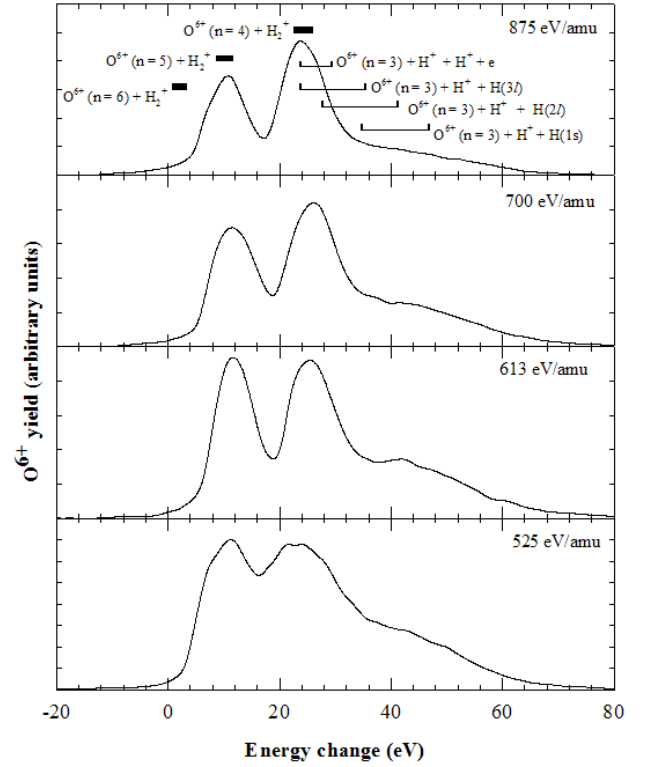 O⁶⁺ (n = 4) + H₂⁺
875 eV/amu
O⁶⁺ (n = 5) + H₂⁺
O⁶⁺ (n = 3) + H⁺ + H⁺ + e
O⁶⁺ (n = 6) + H₂⁺
O⁶⁺ (n = 3) + H⁺ + H(3l)
O⁶⁺ (n = 3) + H⁺ + H(2l)
O⁶⁺ (n = 3) + H⁺ + H(1s)
700 eV/amu
613 eV/amu
525 eV/amu
O⁶⁺ yield (arbitrary units)
-20 0 20 40 60 80
Energy change (eV)